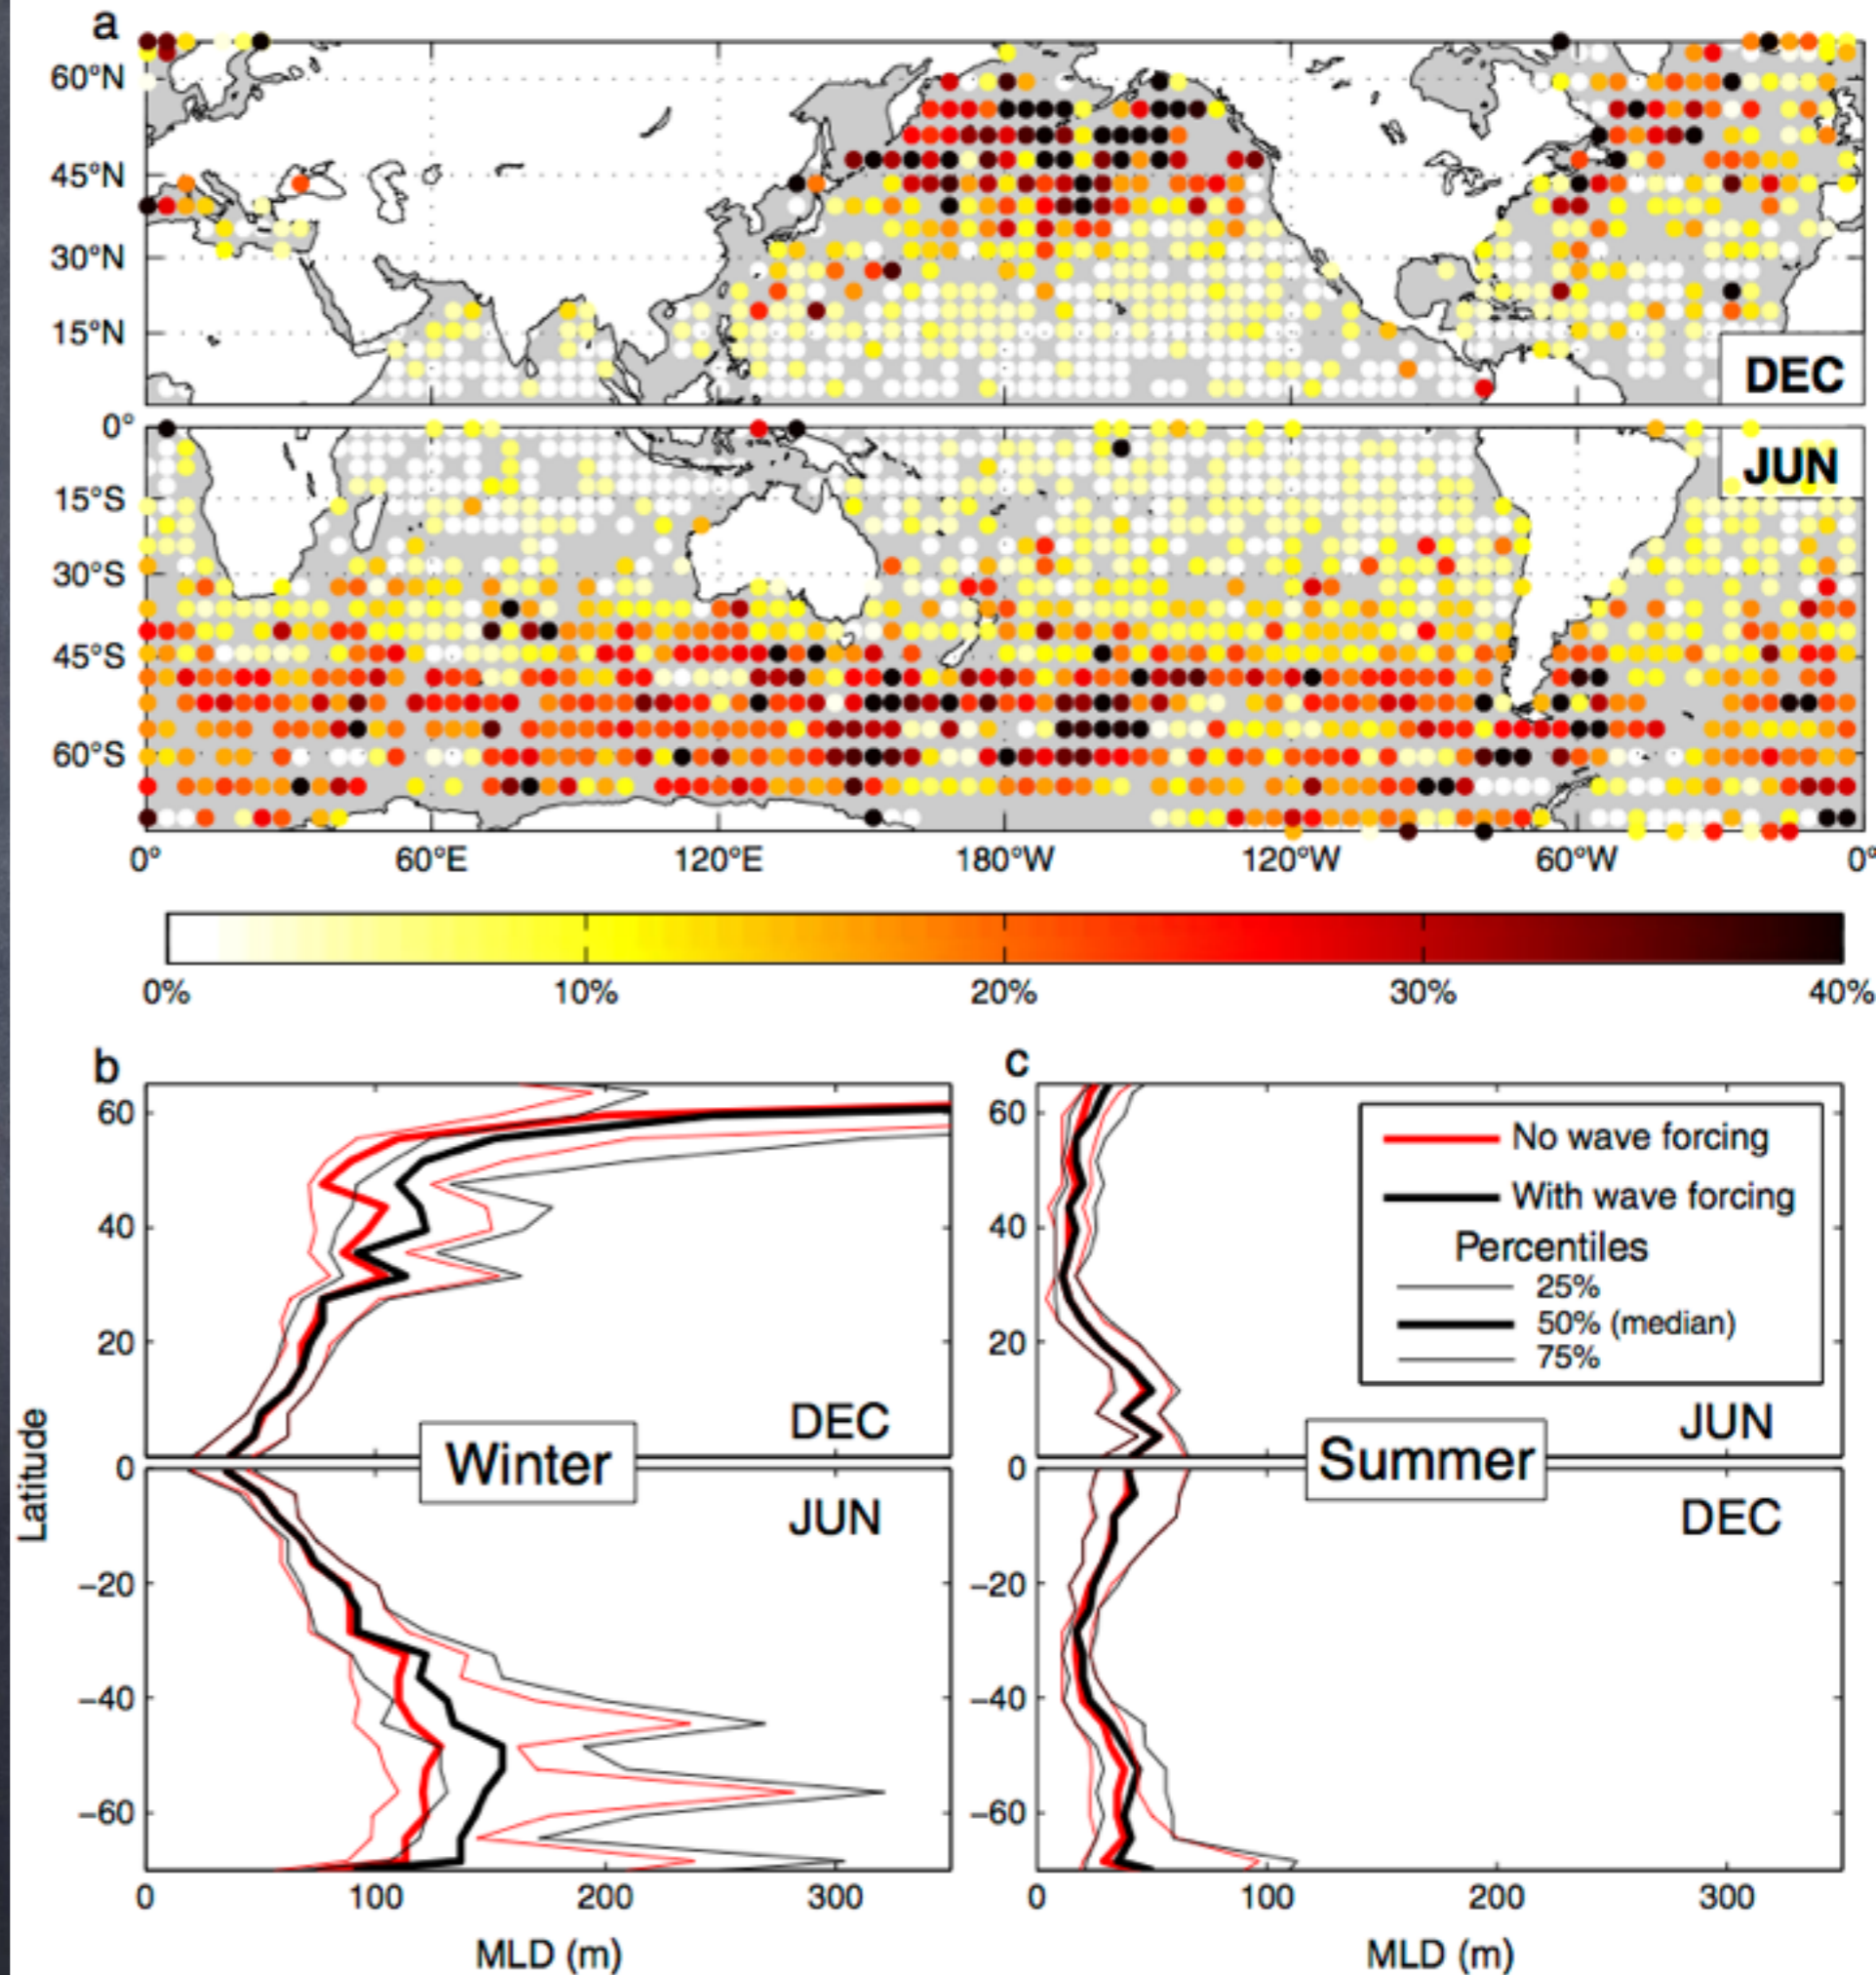 a
60°N
45°N
30°N
15°N
DEC
0°
15°S
30°S
45°S
60°S
JUN
0° 60°E 120°E 180°W 120°W 60°W 0°
0% 10% 20% 30% 40%
b
60
40
20
0
DEC
Winter
0
−20
−40
−60
JUN
Latitude
0 100 200 300
MLD (m)
c
60
40
20
No wave forcing
With wave forcing
Percentiles
25%
50% (median)
75%
JUN
0
Summer
0
−20
−40
−60
DEC
0 100 200 300
MLD (m)